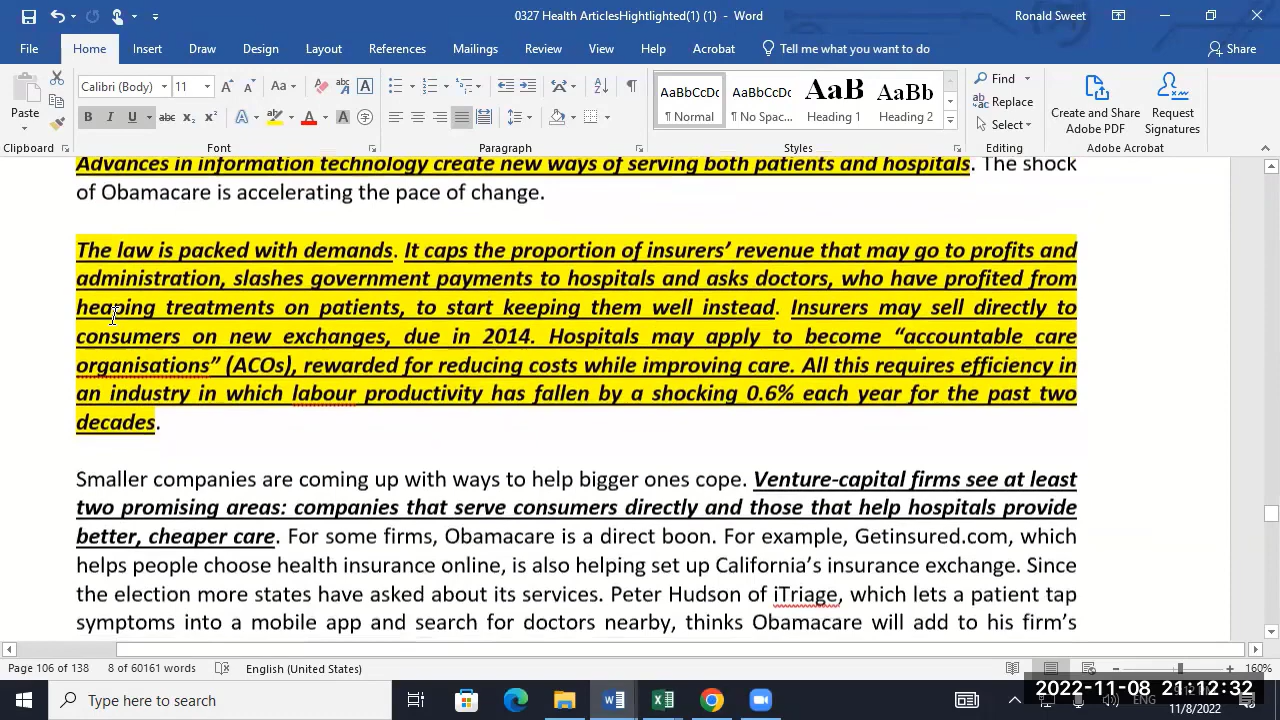 0327 Health ArticlesHightlighted(1) (1) - Word
Ronald Sweet
File Home Insert Draw Design Layout References Mailings Review View Help Acrobat Tell me what you want to do Share
Calibri (Body) 11
Paste
Clipboard
Font
Paragraph
AaBbCcDc ¶ Normal
AaBbCcDc ¶ No Spac...
AaB Heading 1
AaBb Heading 2
Styles
Find
Replace
Select
Editing
Create and Share Adobe PDF
Request Signatures
Adobe Acrobat
Advances in information technology create new ways of serving both patients and hospitals. The shock
of Obamacare is accelerating the pace of change.
The law is packed with demands. It caps the proportion of insurers’ revenue that may go to profits and
administration, slashes government payments to hospitals and asks doctors, who have profited from
heaping treatments on patients, to start keeping them well instead. Insurers may sell directly to
consumers on new exchanges, due in 2014. Hospitals may apply to become “accountable care
organisations” (ACOs), rewarded for reducing costs while improving care. All this requires efficiency in
an industry in which labour productivity has fallen by a shocking 0.6% each year for the past two
decades.
Smaller companies are coming up with ways to help bigger ones cope. Venture-capital firms see at least
two promising areas: companies that serve consumers directly and those that help hospitals provide
better, cheaper care. For some firms, Obamacare is a direct boon. For example, Getinsured.com, which
helps people choose health insurance online, is also helping set up California’s insurance exchange. Since
the election more states have asked about its services. Peter Hudson of iTriage, which lets a patient tap
symptoms into a mobile app and search for doctors nearby, thinks Obamacare will add to his firm’s
Page 106 of 138 8 of 60161 words English (United States) 160%
Type here to search
ENG
2022-11-08 21:12:32
11/8/2022